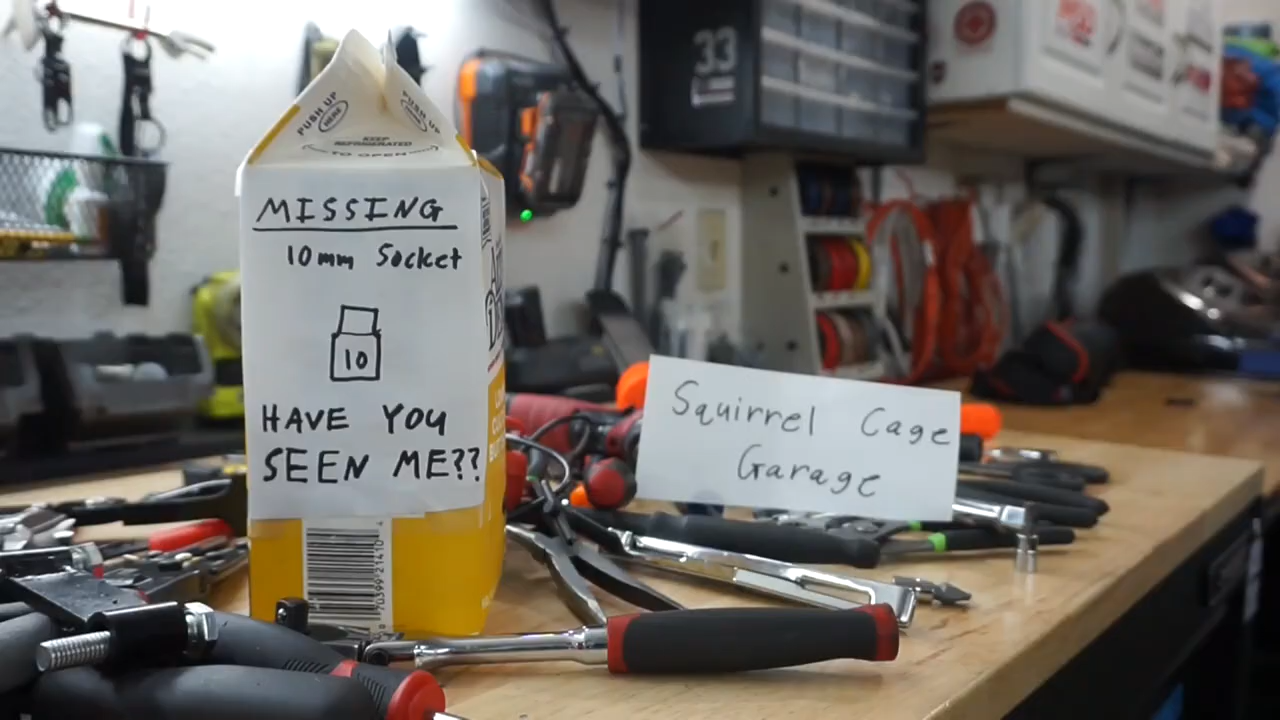 33
PUSH UP
HERE
PUSH UP
KEEP
REFRIGERATED
TO OPEN
MISSING
10mm Socket
10
HAVE YOU
SEEN ME??
Squirrel Cage
Garage